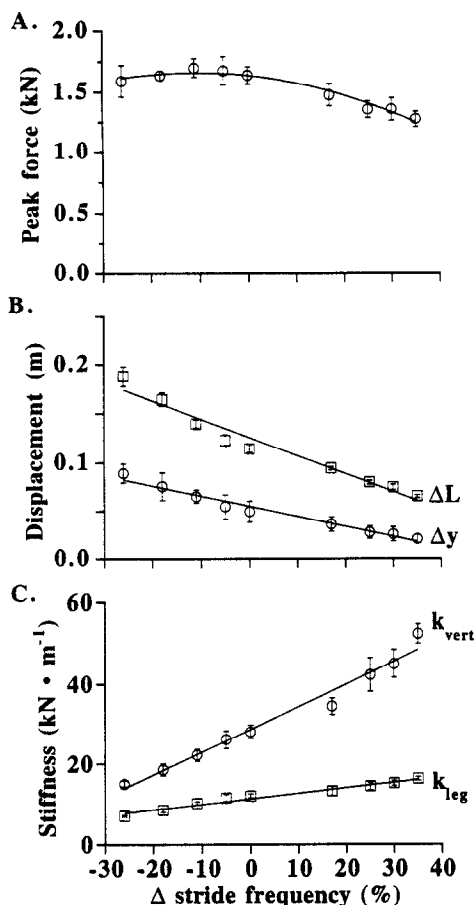 A.
Peak force (kN)
2.0
1.5
1.0
0.5
0.0
B.
Displacement (m)
0.2
0.1
0.0
ΔL
Δy
C.
Stiffness (kN • m⁻¹)
60
40
20
0
k_vert
k_leg
-30 -20 -10 0 10 20 30 40
Δ stride frequency (%)